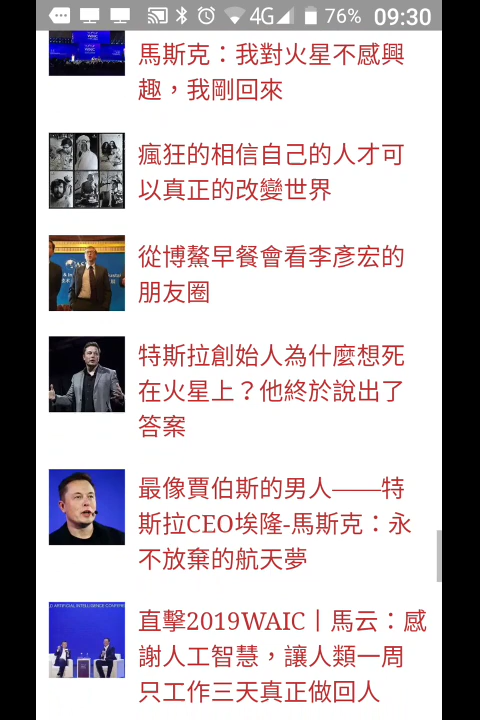 4G 76% 09:30
馬斯克：我對火星不感興
趣，我剛回來
瘋狂的相信自己的人才可
以真正的改變世界
從博鰲早餐會看李彥宏的
朋友圈
特斯拉創始人為什麼想死
在火星上？他終於說出了
答案
最像賈伯斯的男人——特
斯拉CEO埃隆-馬斯克：永
不放棄的航天夢
直擊2019WAIC丨馬云：感
謝人工智慧，讓人類一周
只工作三天真正做回人